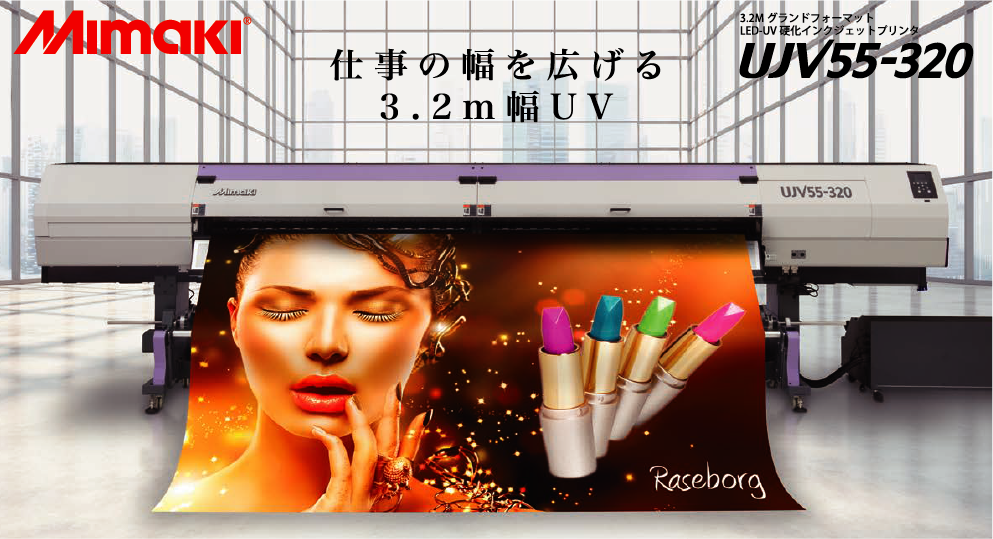 Mimaki®
3.2M グランドフォーマット
LED-UV 硬化インクジェットプリンタ
UJV55-320
仕事の幅を広げる
3.2m幅UV
Mimaki
UJV55-320
Raseborg